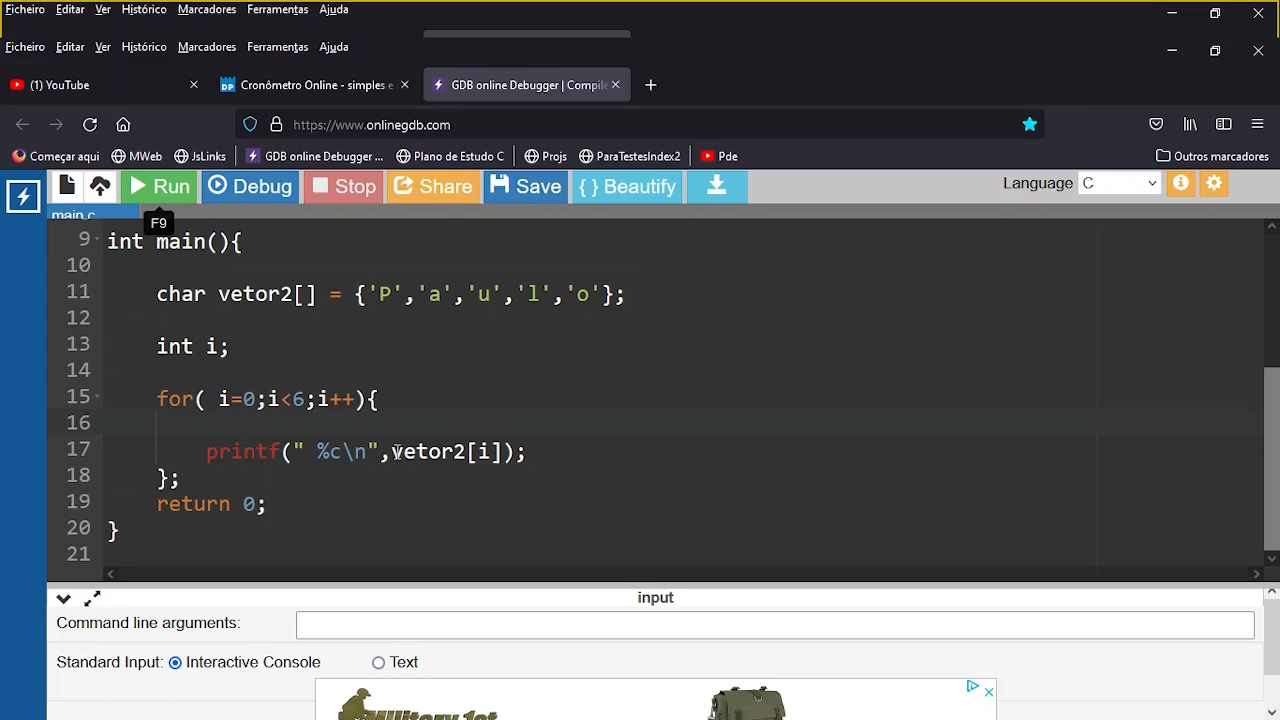 Ficheiro Editar Ver Histórico Marcadores Ferramentas Ajuda
Ficheiro Editar Ver Histórico Marcadores Ferramentas Ajuda
(1) YouTube
Cronômetro Online - simples e
GDB online Debugger | Compile
https://www.onlinegdb.com
Começar aqui MWeb JsLinks GDB online Debugger ... Plano de Estudo C Projs ParaTestesIndex2 Pde Outros marcadores
Run Debug Stop Share Save { } Beautify Language C
main.c
F9
9 int main(){
10
11 char vetor2[] = {'P','a','u','l','o'};
12
13 int i;
14
15 for( i=0;i<6;i++){
16
17 printf(" %c\n",vetor2[i]);
18 };
19 return 0;
20 }
21
input
Command line arguments:
Standard Input: Interactive Console Text
Military 1st